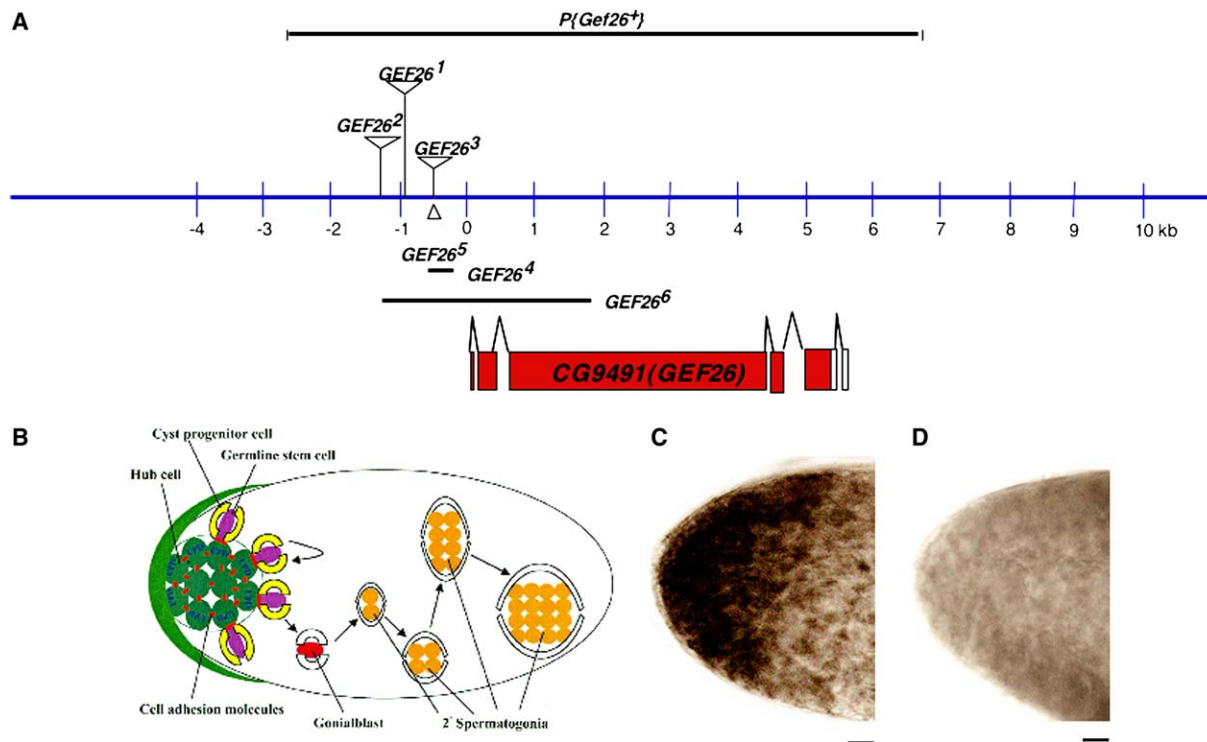 A
P{Gef26+}
GEF26 1
GEF26 2
GEF26 3
-4 -3 -2 -1 0 1 2 3 4 5 6 7 8 9 10 kb
GEF26 5
GEF26 4
GEF26 6
CG9491(GEF26)
B
Cyst progenitor cell
Germline stem cell
Hub cell
Cell adhesion molecules
Gonialblast
2° Spermatogonia
C
D